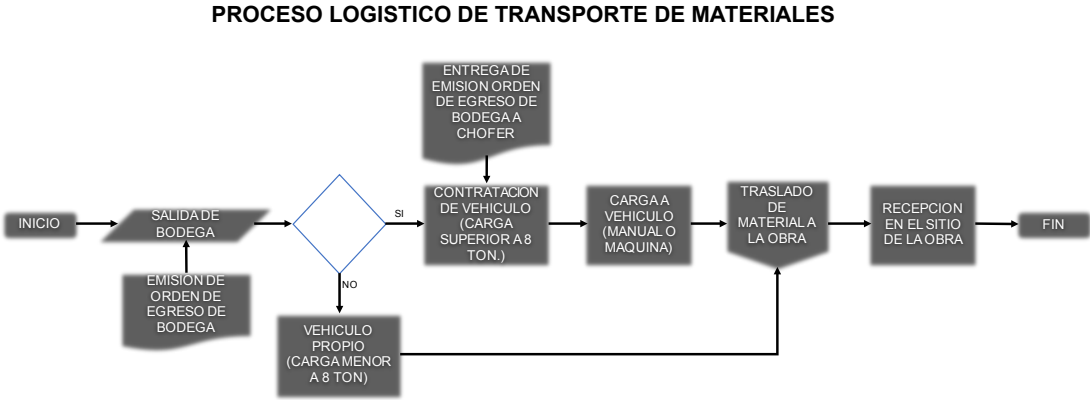 PROCESO LOGISTICO DE TRANSPORTE DE MATERIALES
ENTREGA DE
EMISION ORDEN
DE EGRESO DE
BODEGA A
CHOFER
INICIO
SALIDA DE
BODEGA
SI
CONTRATACION
DE VEHICULO
(CARGA
SUPERIOR A 8
TON.)
CARGA A
VEHICULO
(MANUAL O
MAQUINA)
TRASLADO
DE
MATERIAL A
LA OBRA
RECEPCION
EN EL SITIO
DE LA OBRA
FIN
EMISION DE
ORDEN DE
EGRESO DE
BODEGA
NO
VEHICULO
PROPIO
(CARGA MENOR
A 8 TON)